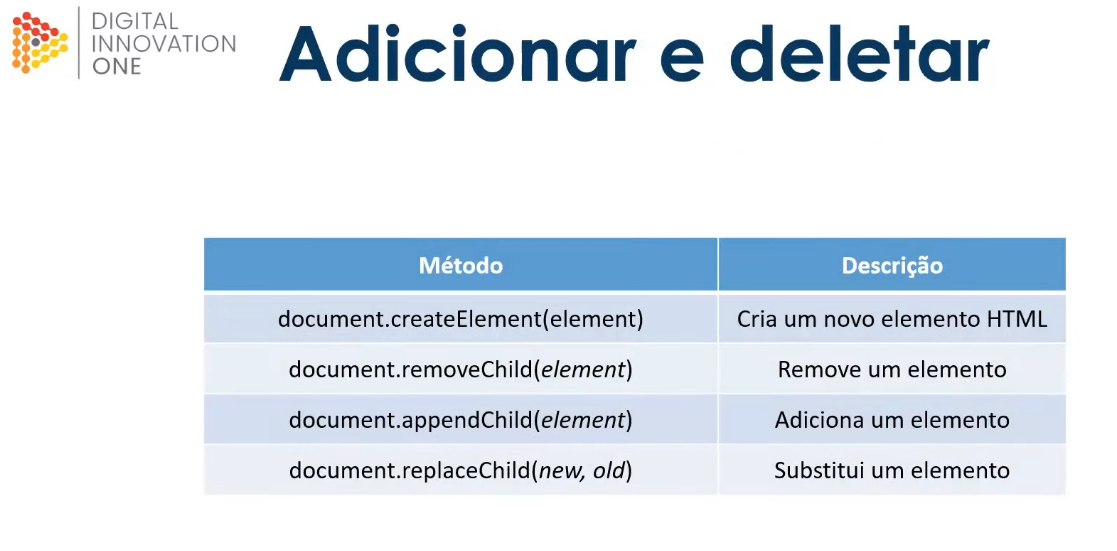 DIGITAL
INNOVATION
ONE
Adicionar e deletar
Método Descrição
document.createElement(element) Cria um novo elemento HTML
document.removeChild(element) Remove um elemento
document.appendChild(element) Adiciona um elemento
document.replaceChild(new, old) Substitui um elemento